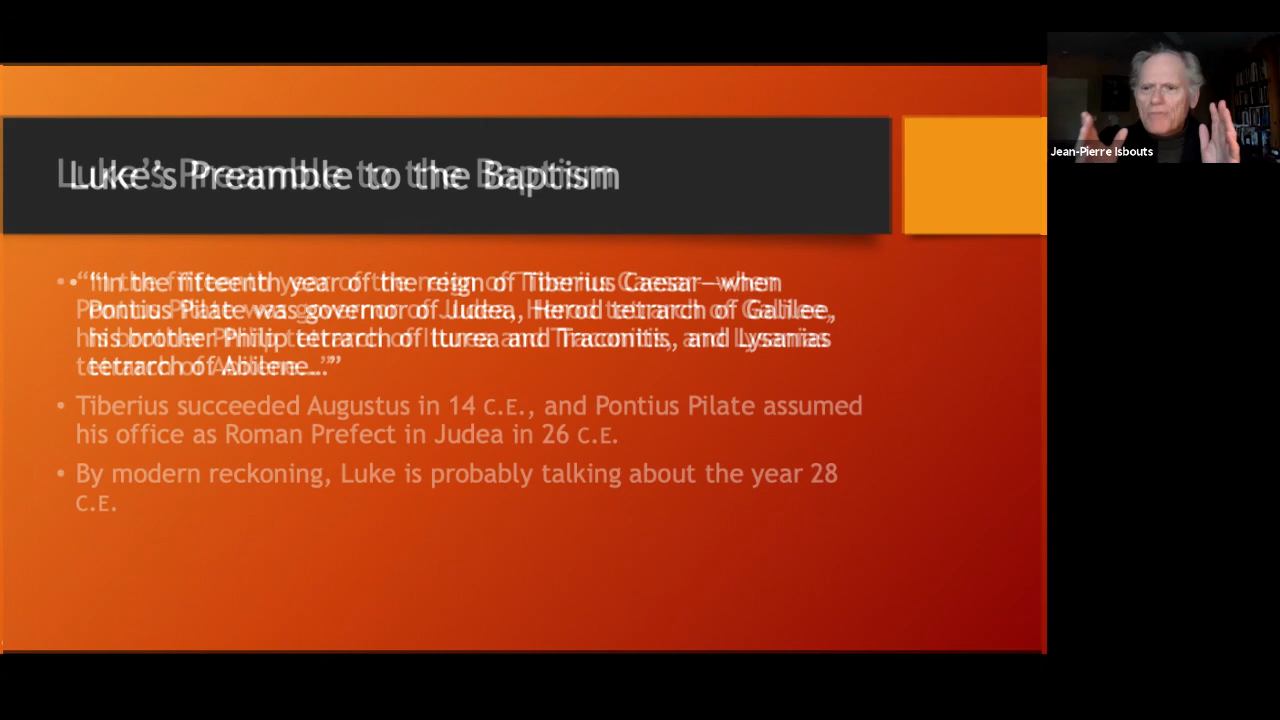 Luke's Preamble to the Baptism
• "In the fifteenth year of the reign of Tiberius Caesar—when
Pontius Pilate was governor of Judea, Herod tetrarch of Galilee,
his brother Philip tetrarch of Iturea and Traconitis, and Lysanias
tetrarch of Abilene…"
• Tiberius succeeded Augustus in 14 C.E., and Pontius Pilate assumed
his office as Roman Prefect in Judea in 26 C.E.
• By modern reckoning, Luke is probably talking about the year 28
C.E.
Jean-Pierre Isbouts